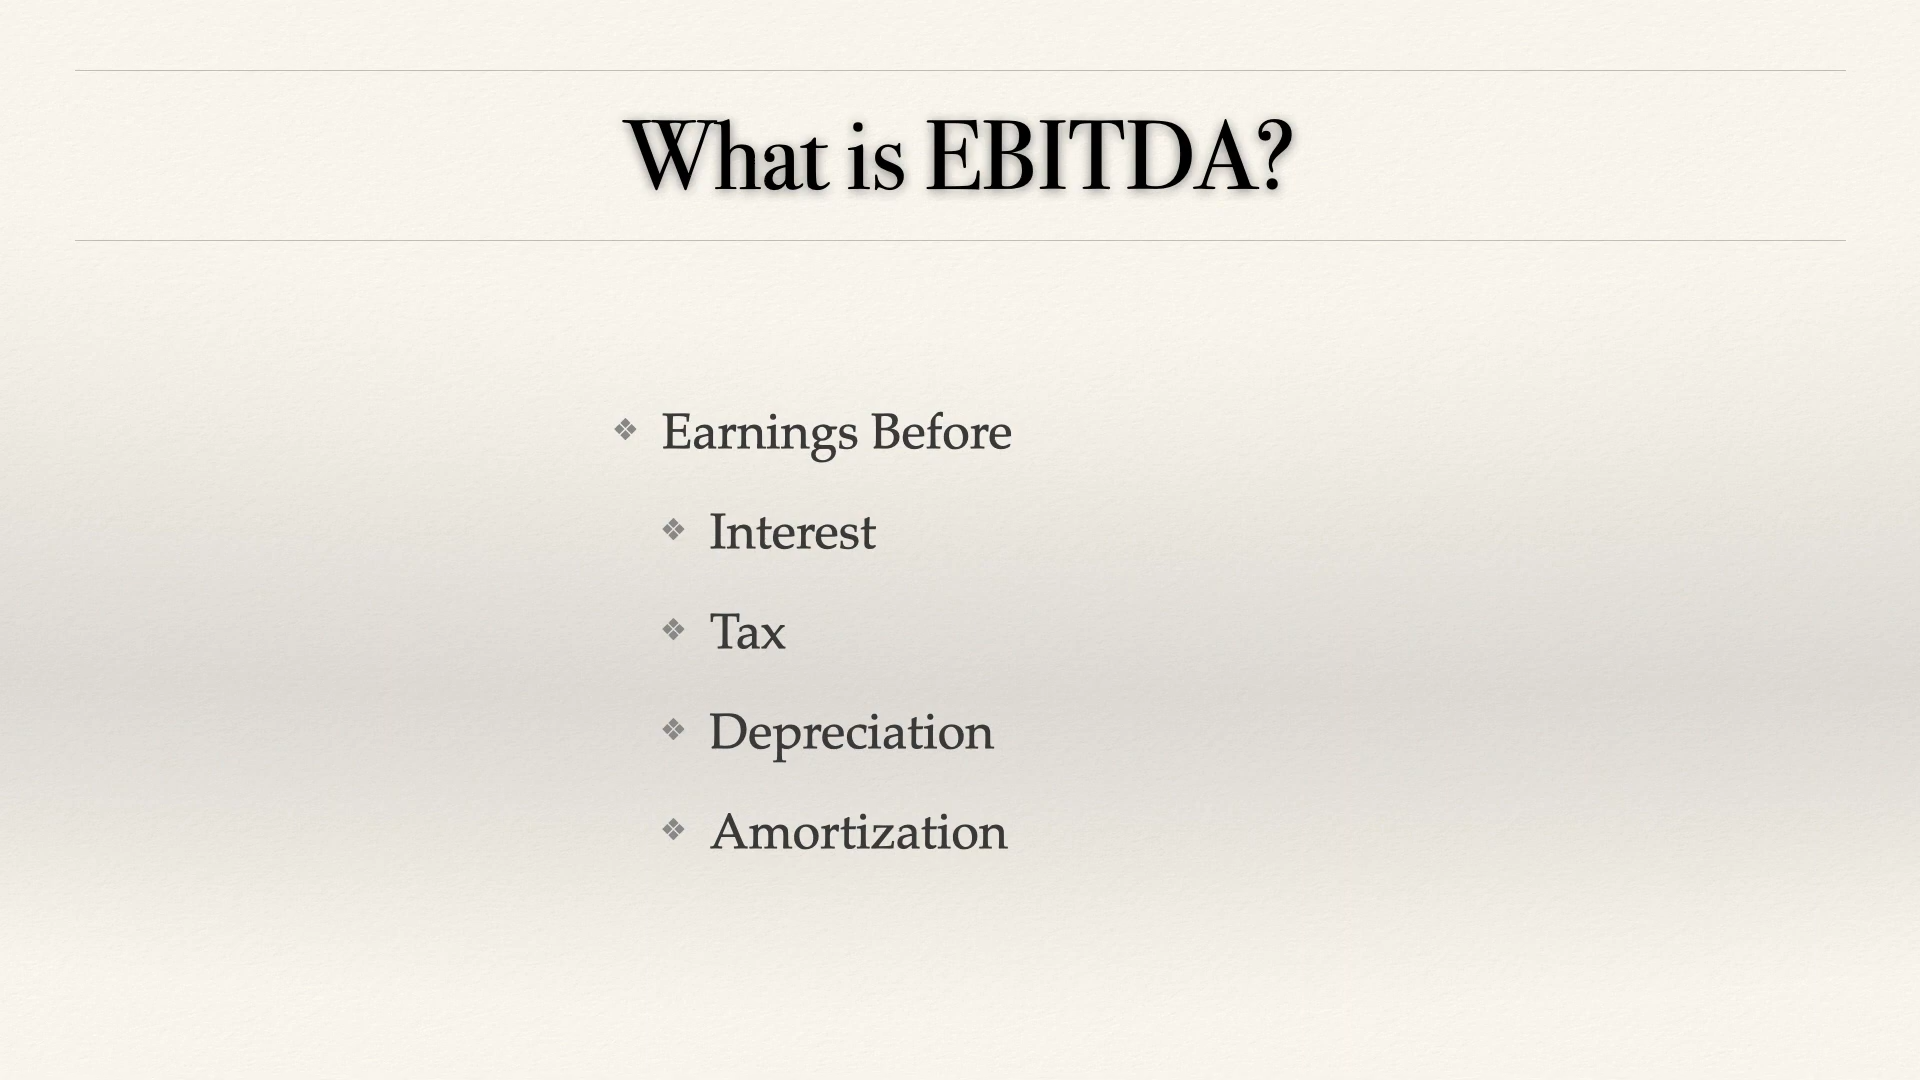 What is EBITDA?
❖ Earnings Before
❖ Interest
❖ Tax
❖ Depreciation
❖ Amortization